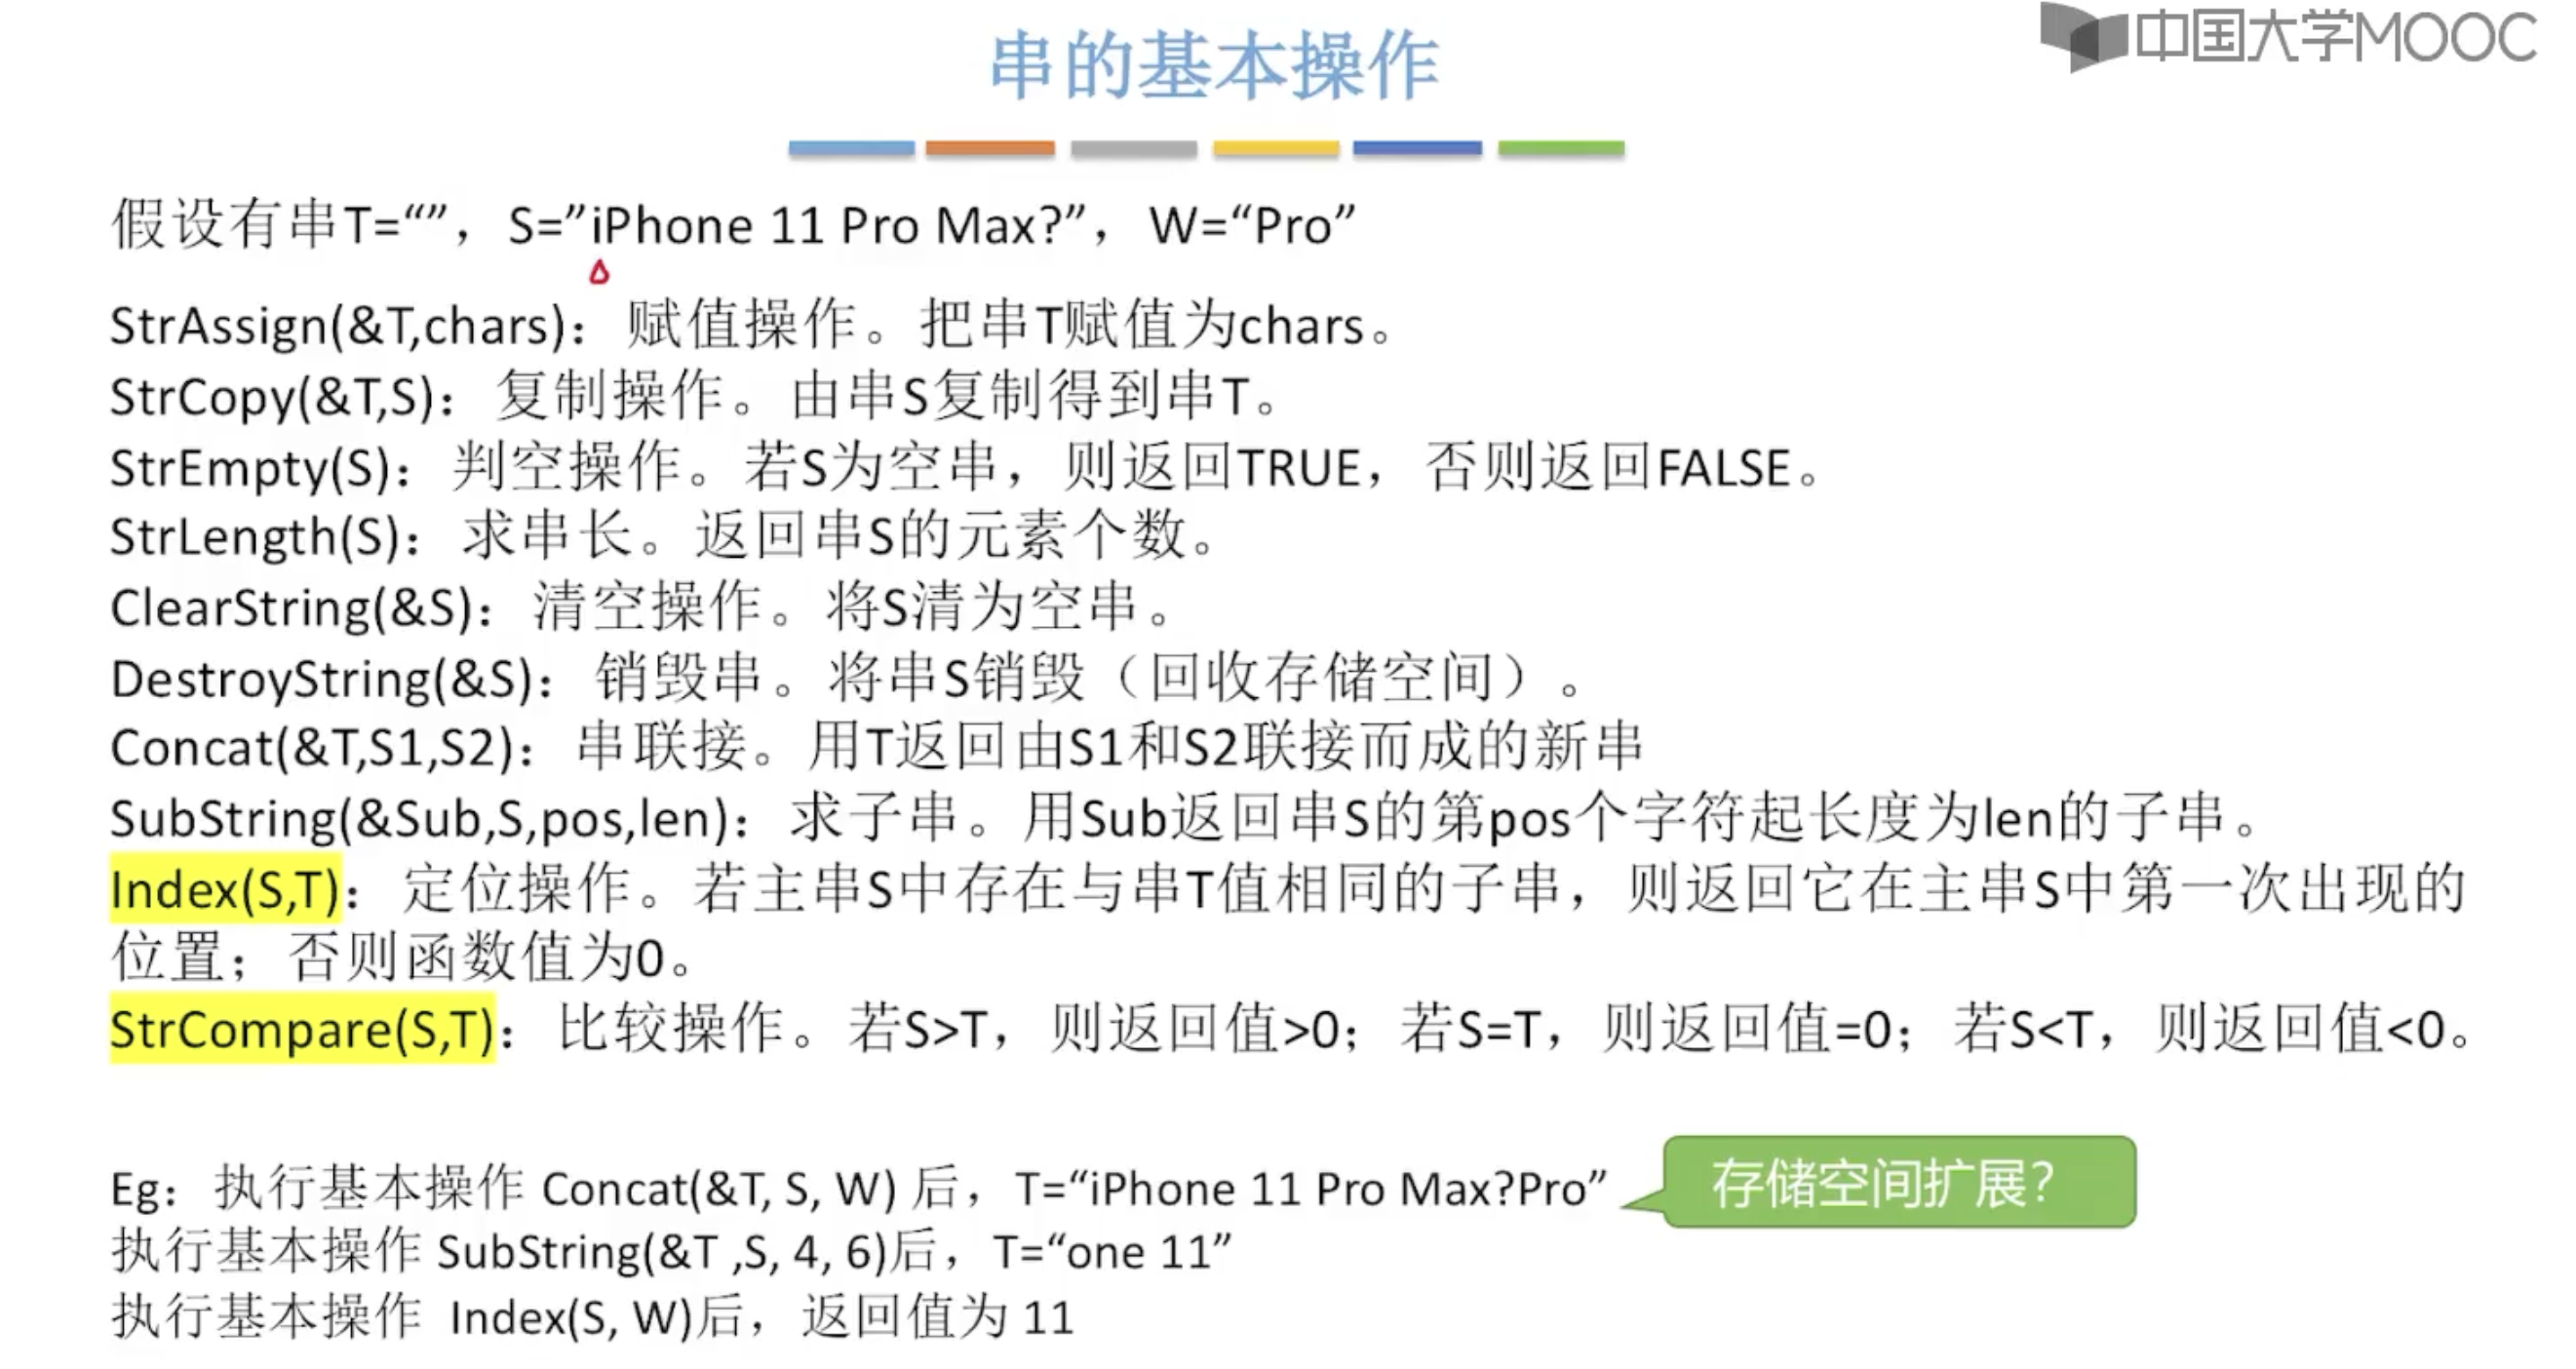 中国大学MOOC
串的基本操作
假设有串T=“”，S=”iPhone 11 Pro Max?”，W=“Pro”
StrAssign(&T,chars)：赋值操作。把串T赋值为chars。
StrCopy(&T,S)：复制操作。由串S复制得到串T。
StrEmpty(S)：判空操作。若S为空串，则返回TRUE，否则返回FALSE。
StrLength(S)：求串长。返回串S的元素个数。
ClearString(&S)：清空操作。将S清为空串。
DestroyString(&S)：销毁串。将串S销毁（回收存储空间）。
Concat(&T,S1,S2)：串联接。用T返回由S1和S2联接而成的新串
SubString(&Sub,S,pos,len)：求子串。用Sub返回串S的第pos个字符起长度为len的子串。
Index(S,T)：定位操作。若主串S中存在与串T值相同的子串，则返回它在主串S中第一次出现的
位置；否则函数值为0。
StrCompare(S,T)：比较操作。若S>T，则返回值>0；若S=T，则返回值=0；若S<T，则返回值<0。
Eg：执行基本操作 Concat(&T, S, W) 后，T=“iPhone 11 Pro Max?Pro”
存储空间扩展？
执行基本操作 SubString(&T ,S, 4, 6)后，T=“one 11”
执行基本操作 Index(S, W)后，返回值为 11